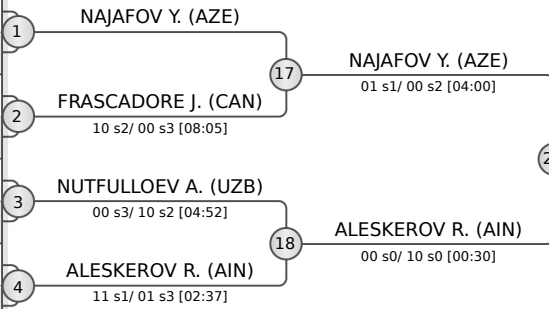 NAJAFOV Y. (AZE)
1
17
NAJAFOV Y. (AZE)
01 s1/ 00 s2 [04:00]
FRASCADORE J. (CAN)
2
10 s2/ 00 s3 [08:05]
NUTFULLOEV A. (UZB)
3
00 s3/ 10 s2 [04:52]
18
ALESKEROV R. (AIN)
00 s0/ 10 s0 [00:30]
ALESKEROV R. (AIN)
4
11 s1/ 01 s3 [02:37]